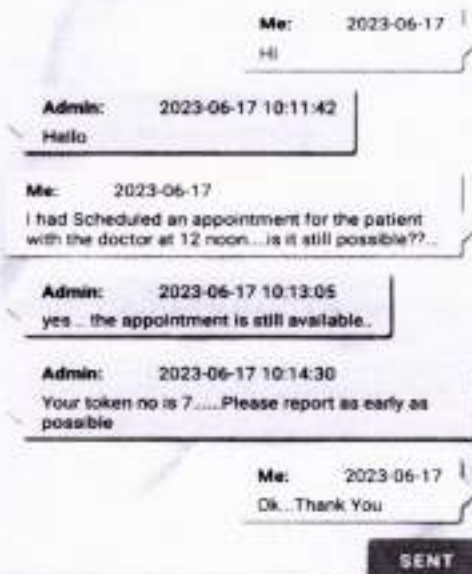 Me: 2023-06-17
Hi
Admin: 2023-06-17 10:11:42
Hello
Me: 2023-06-17
I had Scheduled an appointment for the patient
with the doctor at 12 noon...is it still possible??..
Admin: 2023-06-17 10:13:05
yes.. the appointment is still available..
Admin: 2023-06-17 10:14:30
Your token no is 7.....Please report as early as
possible
Me: 2023-06-17
Ok...Thank You
SENT